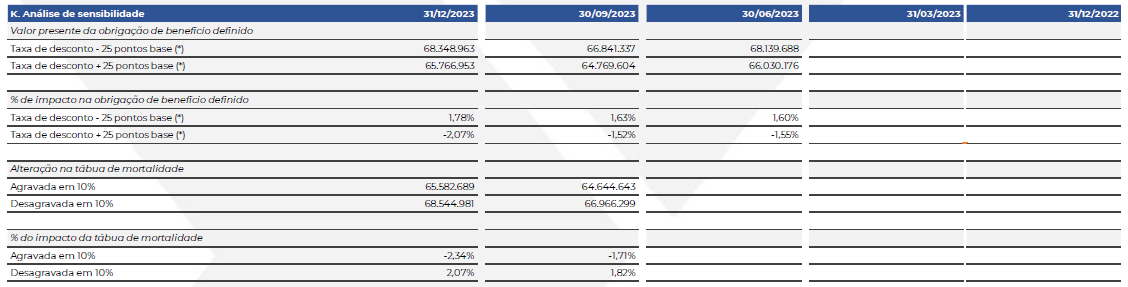 K. Análise de sensibilidade 31/12/2023 30/09/2023 30/06/2023 31/03/2023 31/12/2022
Valor presente da obrigação de benefício definido
Taxa de desconto - 25 pontos base (*) 68.348.963 66.841.337 68.139.688
Taxa de desconto + 25 pontos base (*) 65.766.953 64.769.604 66.030.176
% de impacto na obrigação de benefício definido
Taxa de desconto - 25 pontos base (*) 1,78% 1,63% 1,60%
Taxa de desconto + 25 pontos base (*) -2,07% -1,52% -1,55%
Alteração na tábua de mortalidade
Agravada em 10% 65.582.689 64.644.643
Desagravada em 10% 68.544.981 66.966.299
% do impacto da tábua de mortalidade
Agravada em 10% -2,34% -1,71%
Desagravada em 10% 2,07% 1,82%